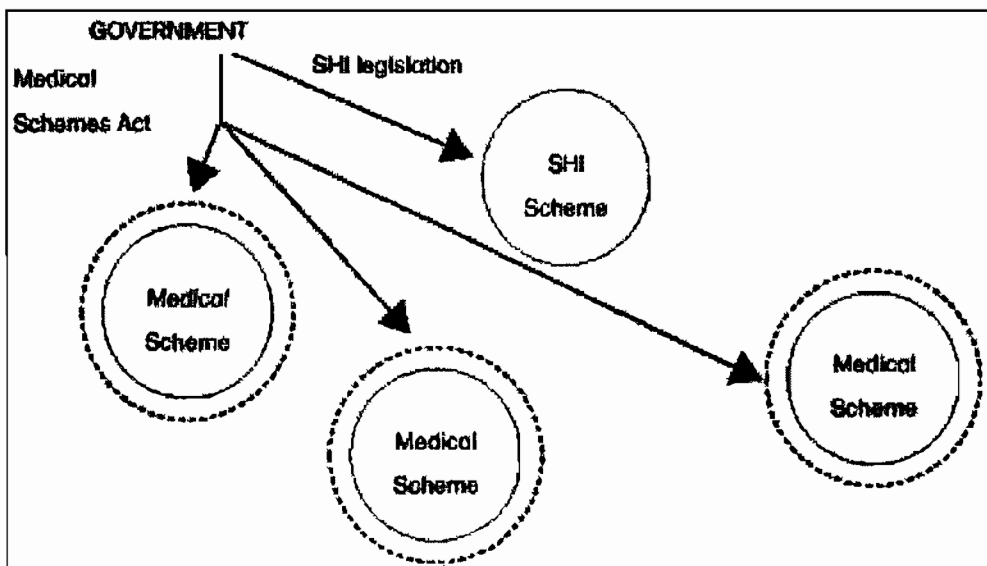 GOVERNMENT
SHI legislation
Medical
Schemes Act
SHI
Scheme
Medical
Scheme
Medical
Scheme
Medical
Scheme